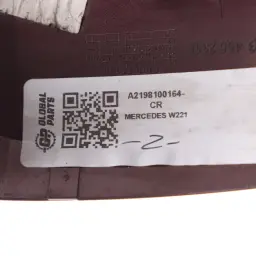 GLOBAL
PARTS
A2198100164-
CR
MERCEDES W221
-2-